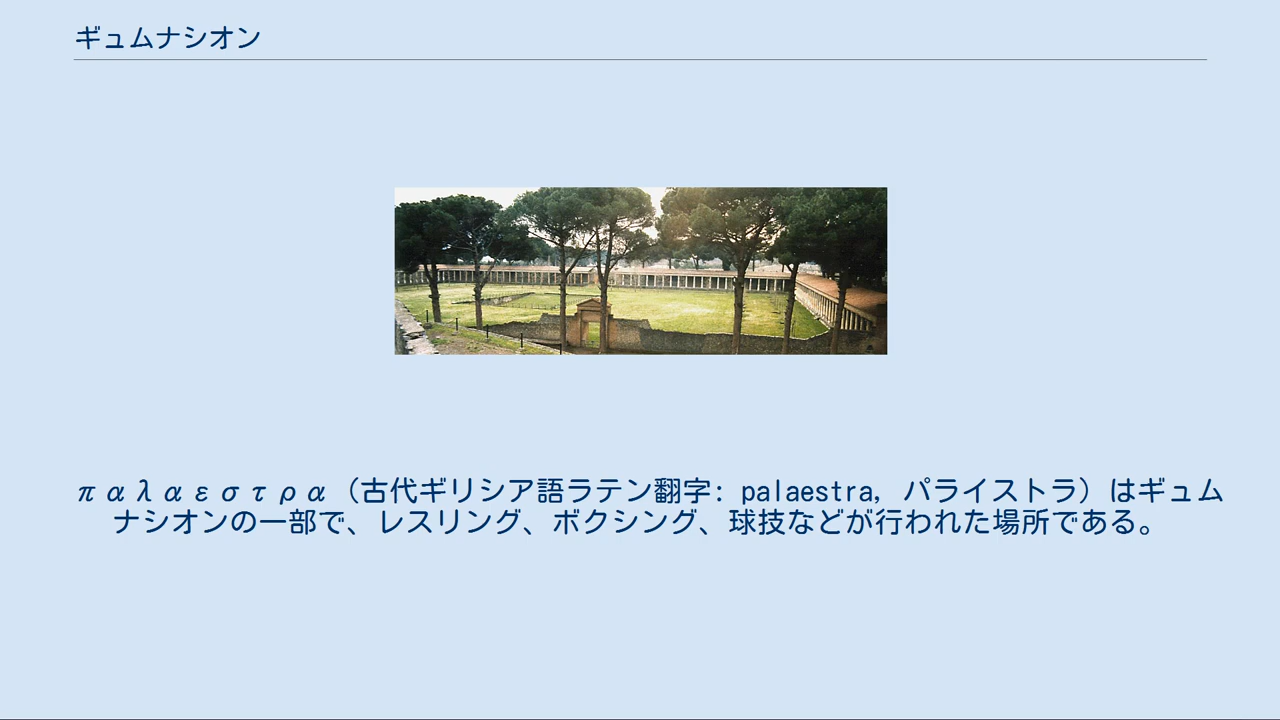 ギュムナシオン
παλαεστρα（古代ギリシア語ラテン翻字: palaestra, パライストラ）はギュム
ナシオンの一部で、レスリング、ボクシング、球技などが行われた場所である。